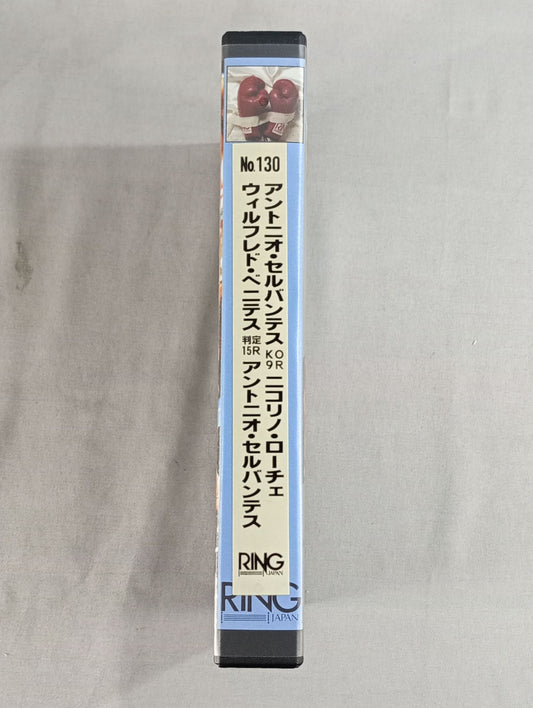 No.130
アントニオ・セルバンテス KO 9R ニコリノ・ローチェ
ウィルフレド・ベニテス 判定 15R アントニオ・セルバンテス
RING
JAPAN
RING
JAPAN